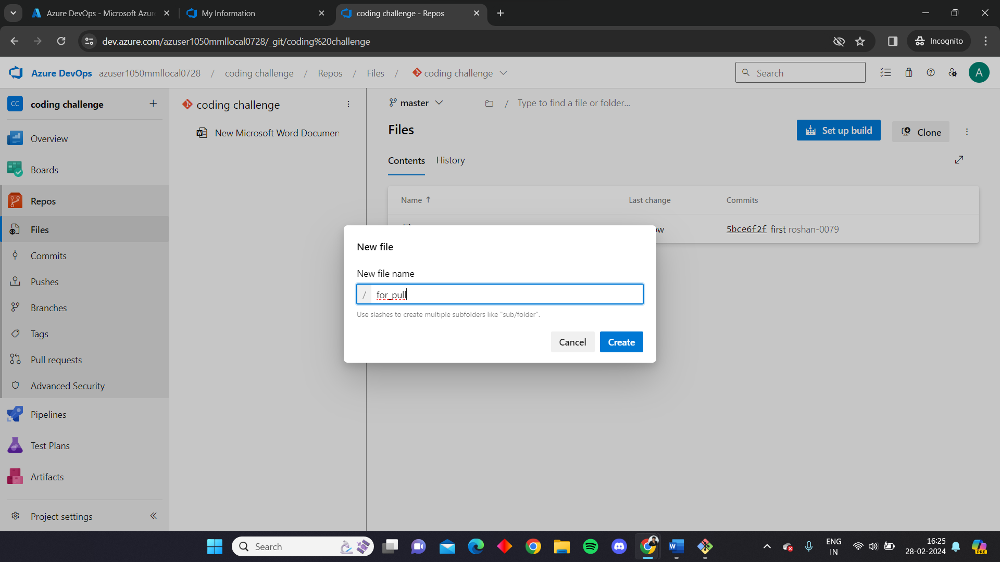 Azure DevOps - Microsoft Azur
My Information
coding challenge - Repos
dev.azure.com/azuser1050mmllocal0728/_git/coding%20challenge
Incognito
Azure DevOps azuser1050mmllocal0728 / coding challenge / Repos / Files / coding challenge
Search
A
CC coding challenge +
Overview
Boards
Repos
Files
Commits
Pushes
Branches
Tags
Pull requests
Advanced Security
Pipelines
Test Plans
Artifacts
Project settings
coding challenge
New Microsoft Word Documen
master
/ Type to find a file or folder...
Files
Set up build
Clone
Contents
History
Name ↑ Last change Commits
ow 5bce6f2f first roshan-0079
New file
New file name
/ for_pull
Use slashes to create multiple subfolders like "sub/folder".
Cancel
Create
Search
ENG
IN
16:25
28-02-2024
PRE